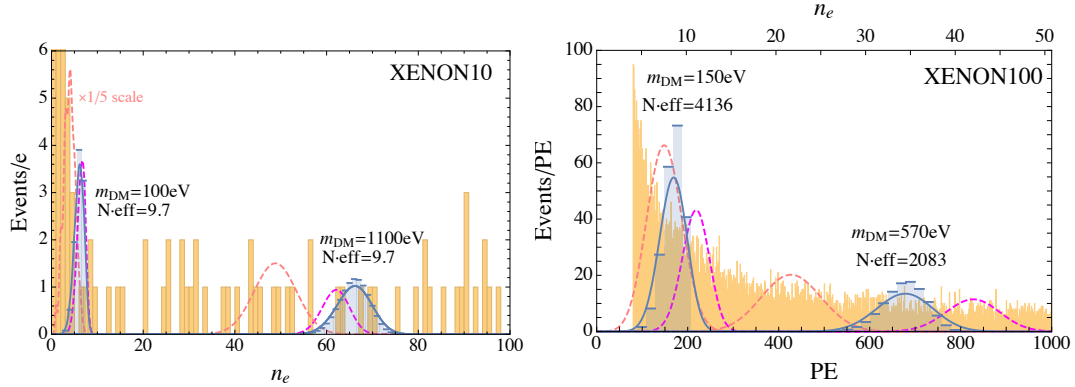 XENON10
×1/5 scale
m_DM=100eV
N·eff=9.7
m_DM=1100eV
N·eff=9.7
Events/e
0 1 2 3 4 5 6
0 20 40 60 80 100
n_e
n_e
0 10 20 30 40 50
XENON100
m_DM=150eV
N·eff=4136
m_DM=570eV
N·eff=2083
Events/PE
0 20 40 60 80 100
0 200 400 600 800 1000
PE